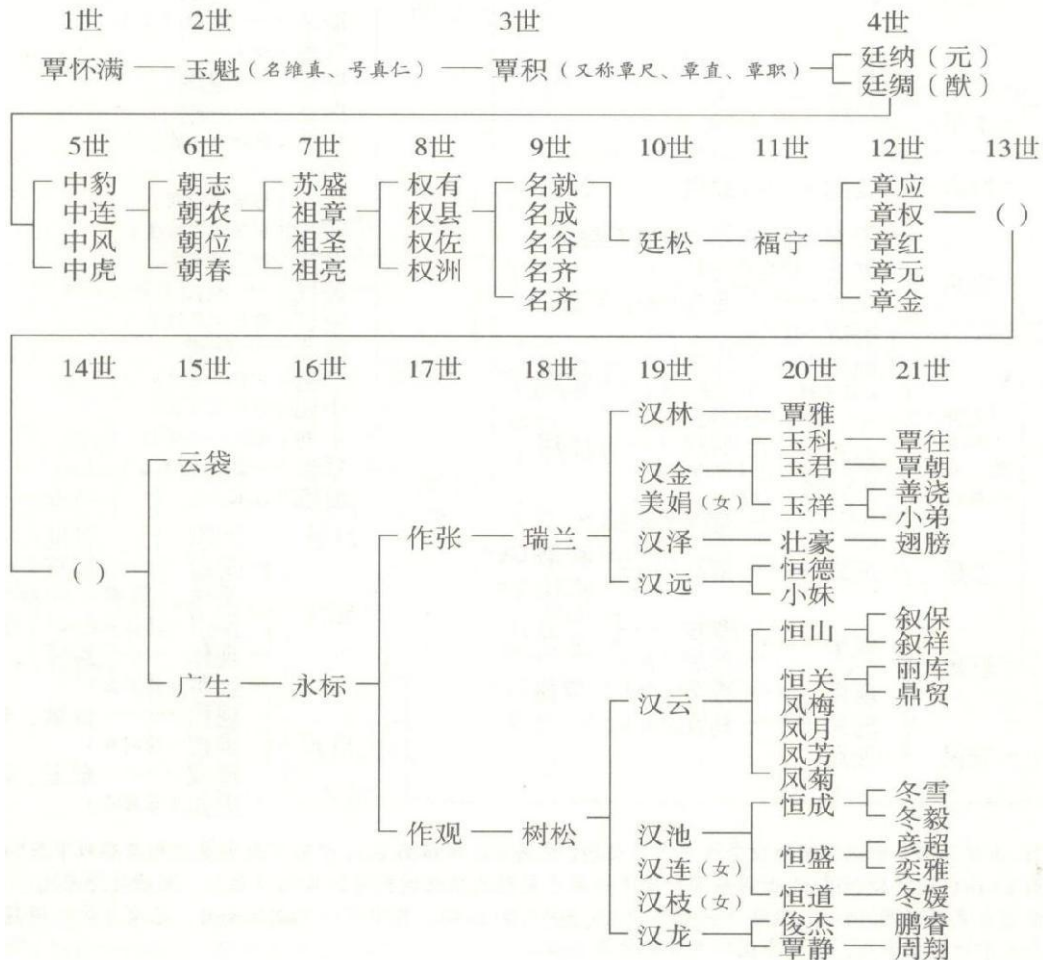 1世 2世 3世 4世
覃怀满 玉魁(名维真、号真仁) 覃积(又称覃尺、覃直、覃职) 廷纳(元)
廷绸(猷)
5世 6世 7世 8世 9世 10世 11世 12世 13世
中豹 朝志 苏盛 权有 名就 章应
中连 朝农 祖章 权县 名成 章权 ( )
中风 朝位 祖圣 权佐 名谷 廷松 福宁 章红
中虎 朝春 祖亮 权洲 名齐 章元
名齐 章金
14世 15世 16世 17世 18世 19世 20世 21世
汉林 覃雅
云袋 玉科 覃往
汉金 玉君 覃朝
美娟(女) 玉祥 善浇
小弟
作张 瑞兰 汉泽 壮豪 翅膀
( ) 汉远 恒德
小妹
恒山 叙保
叙祥
广生 永标 汉云 恒关 丽库
凤梅 鼎贸
凤月
凤芳
凤菊
恒成 冬雪
冬毅
作观 树松 汉池 恒盛 彦超
汉连(女) 奕雅
汉枝(女) 恒道 冬媛
汉龙 俊杰 鹏睿
覃静 周翔